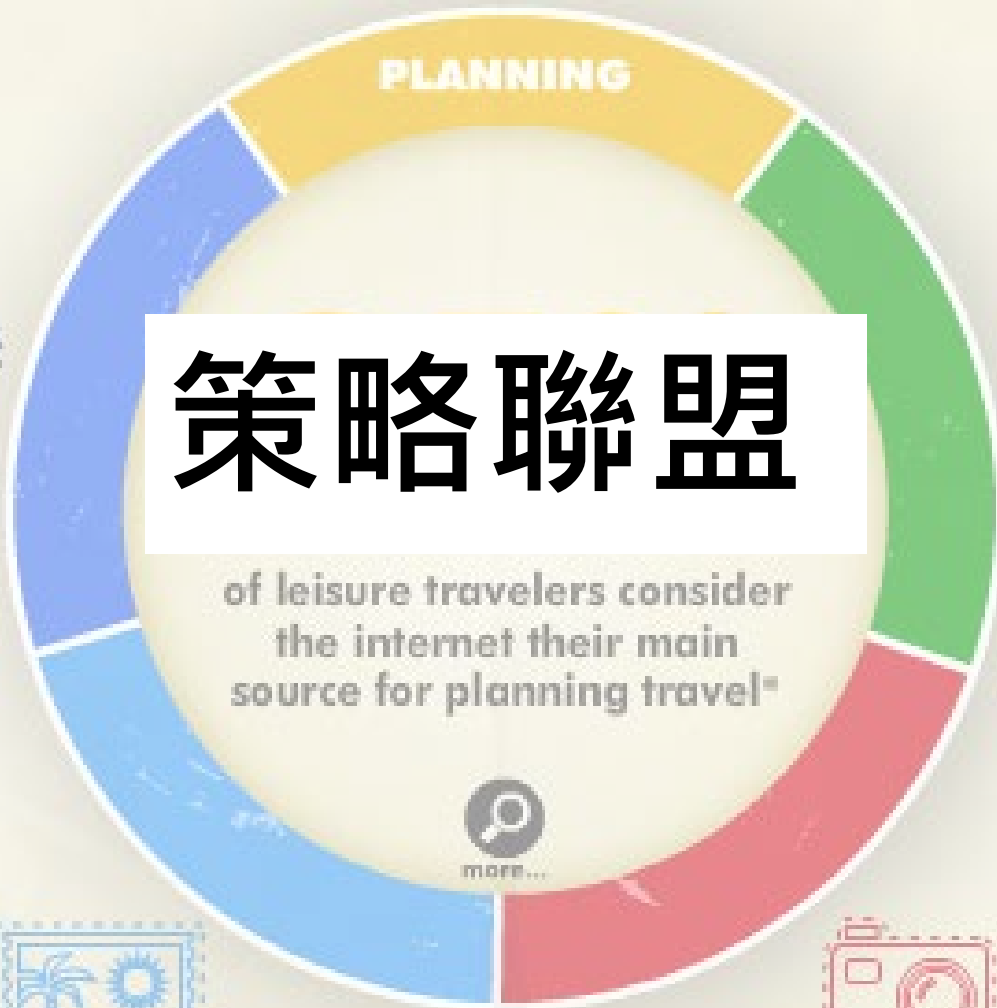 PLANNING
策略聯盟
of leisure travelers consider
the internet their main
source for planning travel
more...